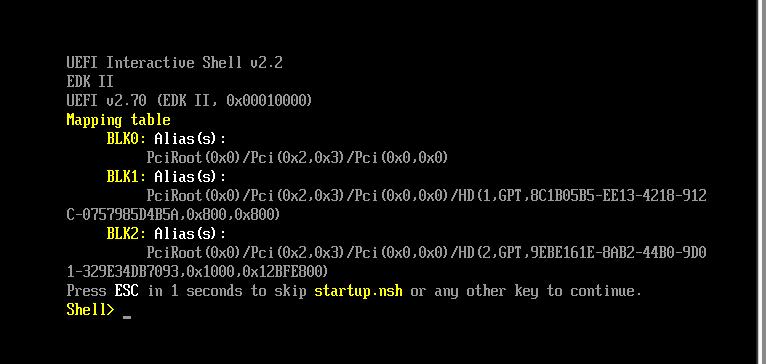 UEFI Interactive Shell v2.2
EDK II
UEFI v2.70 (EDK II, 0x00010000)
Mapping table
BLK0: Alias(s):
PciRoot(0x0)/Pci(0x2,0x3)/Pci(0x0,0x0)
BLK1: Alias(s):
PciRoot(0x0)/Pci(0x2,0x3)/Pci(0x0,0x0)/HD(1,GPT,8C1B05B5-EE13-4218-912
C-0757985D4B5A,0x800,0x800)
BLK2: Alias(s):
PciRoot(0x0)/Pci(0x2,0x3)/Pci(0x0,0x0)/HD(2,GPT,9EBE161E-8AB2-44B0-9D0
1-329E34DB7093,0x1000,0x12BFE800)
Press ESC in 1 seconds to skip startup.nsh or any other key to continue.
Shell> _